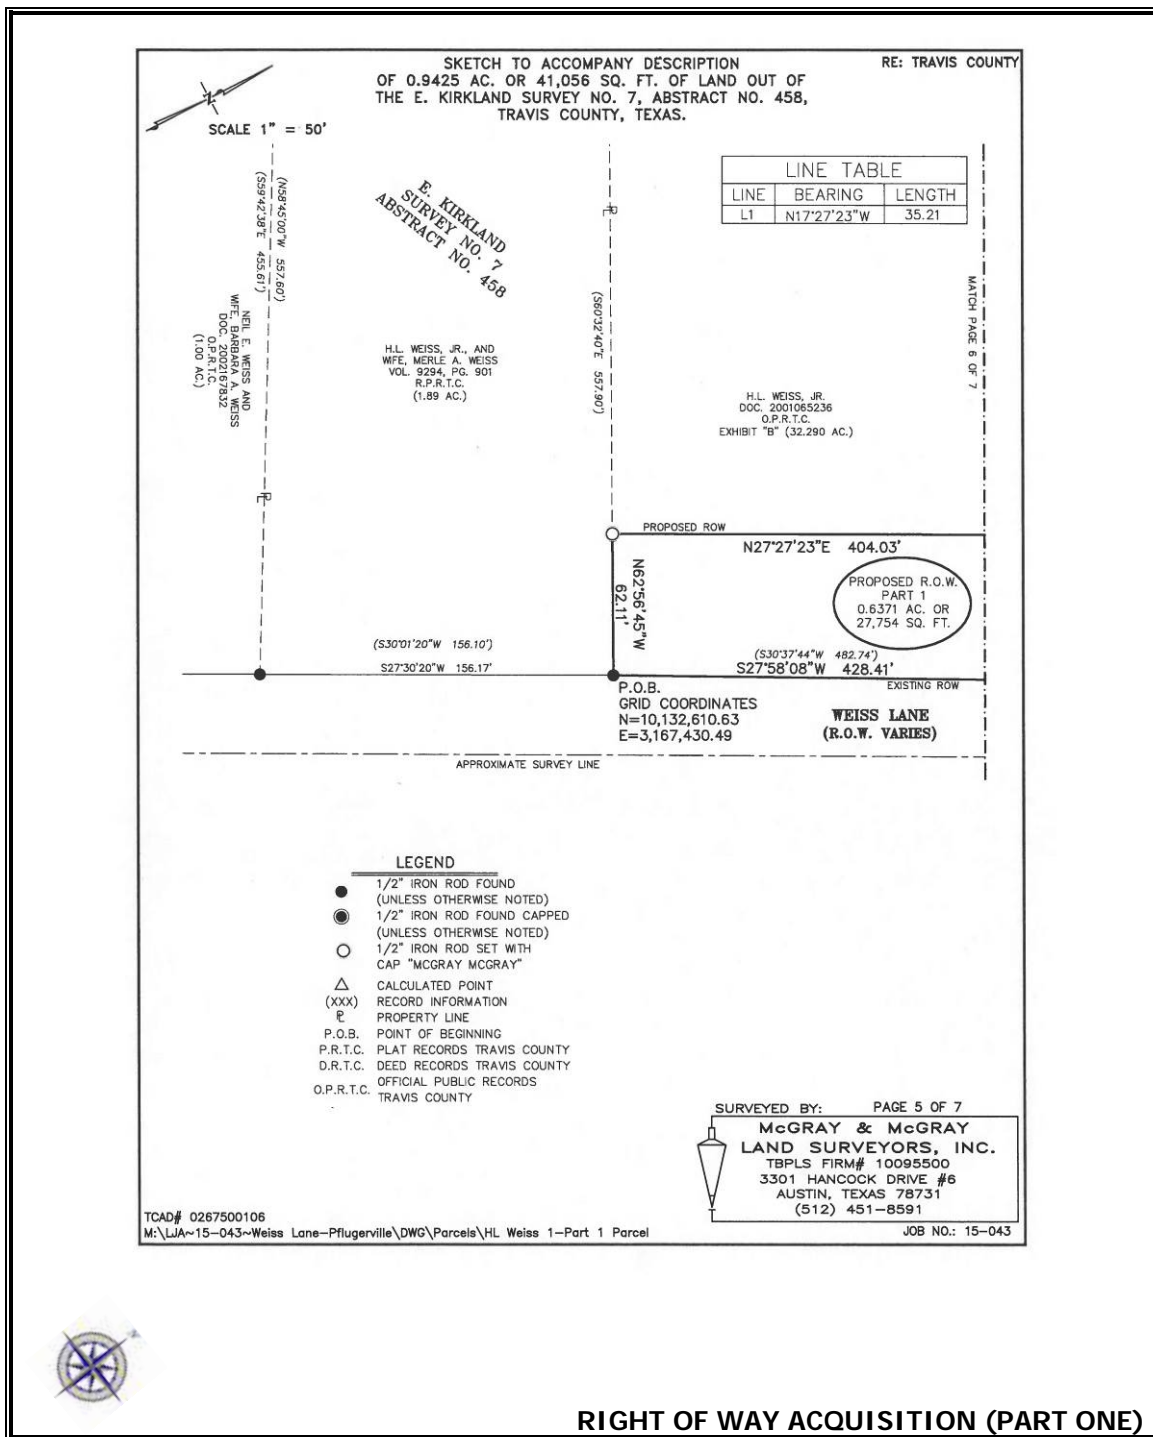 SKETCH TO ACCOMPANY DESCRIPTION
OF 0.9425 AC. OR 41,056 SQ. FT. OF LAND OUT OF
THE E. KIRKLAND SURVEY NO. 7, ABSTRACT NO. 458,
TRAVIS COUNTY, TEXAS.
RE: TRAVIS COUNTY
SCALE 1" = 50'
LINE TABLE
LINE BEARING LENGTH
L1 N17°27'23"W 35.21
(N58°45'00"W 557.60')
(S59°42'38"E 455.61')
E. KIRKLAND
SURVEY NO. 7
ABSTRACT NO. 458
NEIL E. WEISS AND
WIFE, BARBARA A. WEISS
DOC. 2002167832
O.P.R.T.C.
(1.00 AC.)
H.L. WEISS, JR., AND
WIFE, MERLE A. WEISS
VOL. 9294, PG. 901
R.P.R.T.C.
(1.89 AC.)
(S60°32'40"E 557.90')
H.L. WEISS, JR.
DOC. 2001065236
O.P.R.T.C.
EXHIBIT "B" (32.290 AC.)
MATCH PAGE 6 OF 7
PROPOSED ROW
N27°27'23"E 404.03'
N62°56'45"W
62.11'
PROPOSED R.O.W.
PART 1
0.6371 AC. OR
27,754 SQ. FT.
(S30°01'20"W 156.10')
S27°30'20"W 156.17'
(S30°37'44"W 482.74')
S27°58'08"W 428.41'
EXISTING ROW
P.O.B.
GRID COORDINATES
N=10,132,610.63
E=3,167,430.49
WEISS LANE
(R.O.W. VARIES)
APPROXIMATE SURVEY LINE
LEGEND
1/2" IRON ROD FOUND
(UNLESS OTHERWISE NOTED)
1/2" IRON ROD FOUND CAPPED
(UNLESS OTHERWISE NOTED)
1/2" IRON ROD SET WITH
CAP "MCGRAY MCGRAY"
CALCULATED POINT
(XXX) RECORD INFORMATION
PROPERTY LINE
P.O.B. POINT OF BEGINNING
P.R.T.C. PLAT RECORDS TRAVIS COUNTY
D.R.T.C. DEED RECORDS TRAVIS COUNTY
O.P.R.T.C. OFFICIAL PUBLIC RECORDS
TRAVIS COUNTY
SURVEYED BY: PAGE 5 OF 7
McGRAY & McGRAY
LAND SURVEYORS, INC.
TBPLS FIRM# 10095500
3301 HANCOCK DRIVE #6
AUSTIN, TEXAS 78731
(512) 451-8591
TCAD# 0267500106
M:\LJA~15-043~Weiss Lane-Pflugerville\DWG\Parcels\HL Weiss 1-Part 1 Parcel
JOB NO.: 15-043
RIGHT OF WAY ACQUISITION (PART ONE)